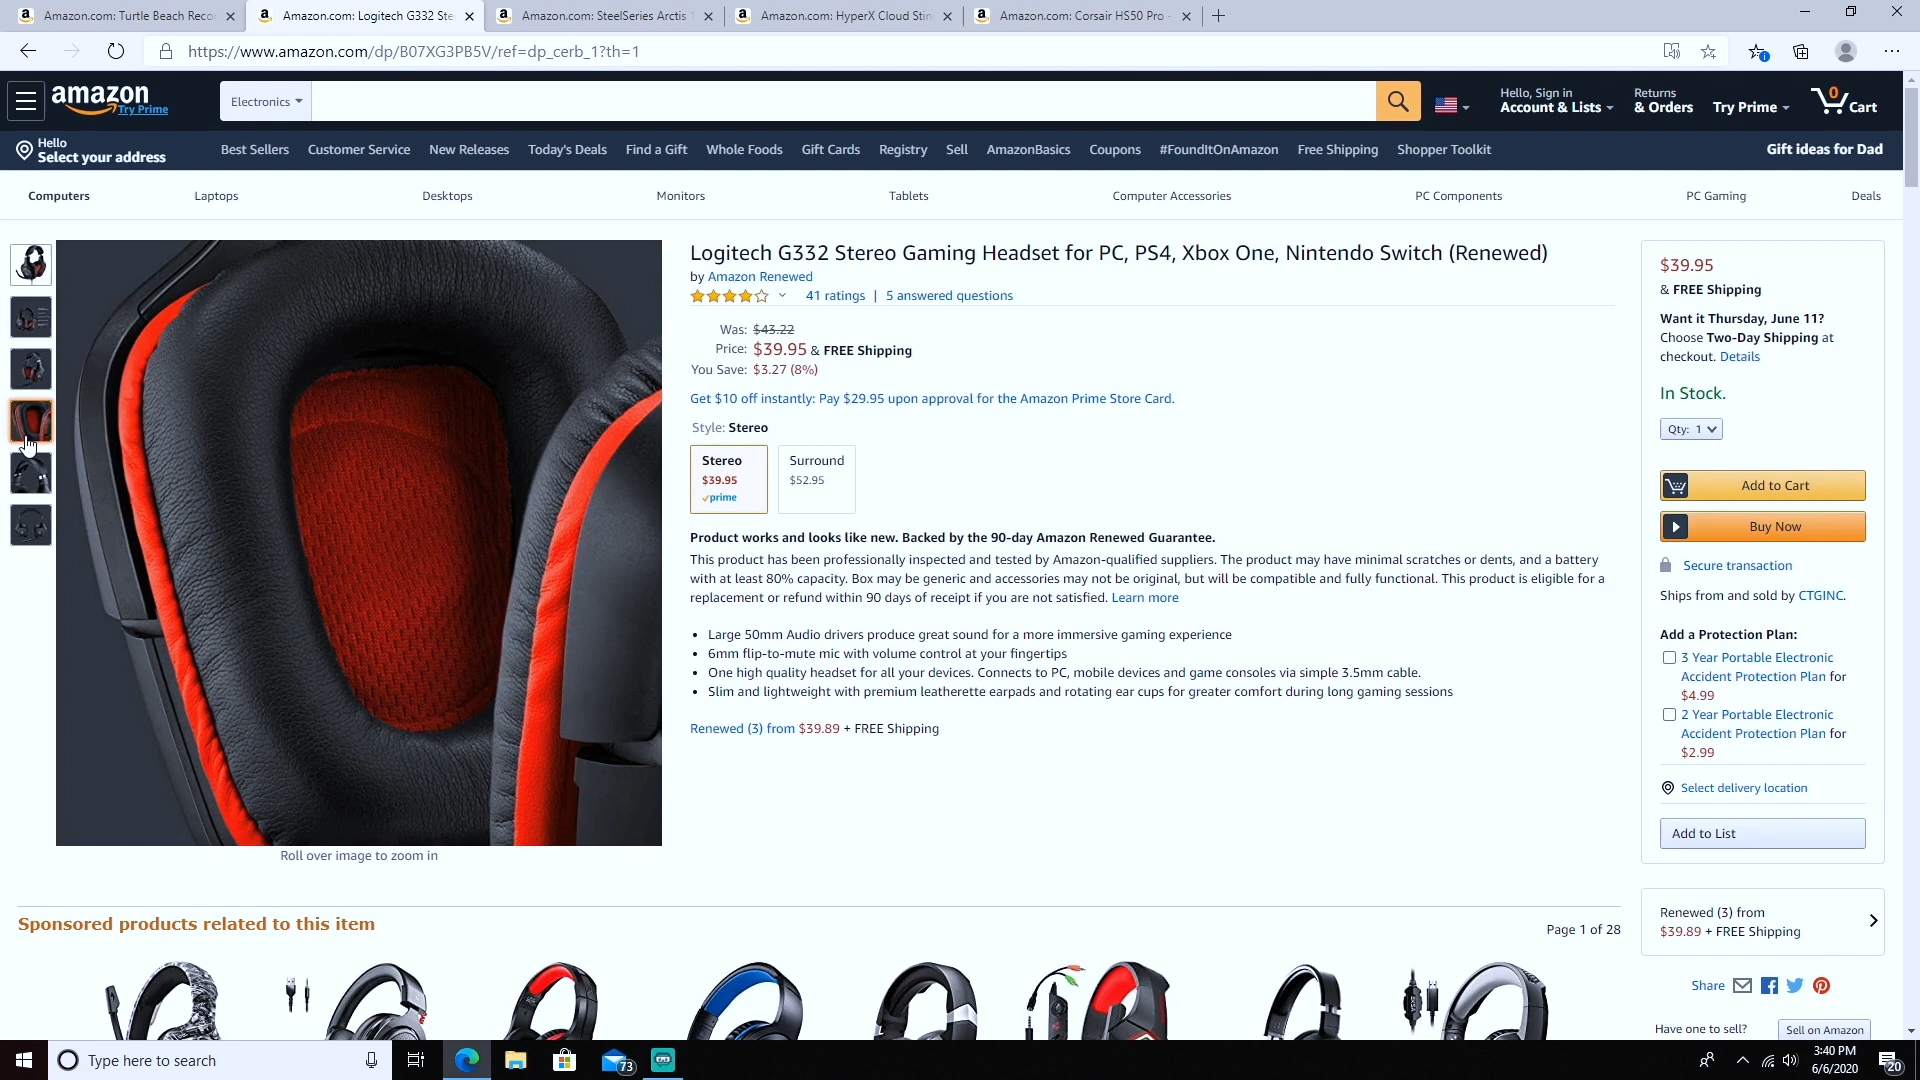 Amazon.com: Turtle Beach Recon
Amazon.com: Logitech G332 Ste
Amazon.com: SteelSeries Arctis 1
Amazon.com: HyperX Cloud Stin
Amazon.com: Corsair HS50 Pro -
https://www.amazon.com/dp/B07XG3PB5V/ref=dp_cerb_1?th=1
amazon
Try Prime
Electronics
Hello, Sign in
Account & Lists
Returns
& Orders
Try Prime
0
Cart
Hello
Select your address
Best Sellers
Customer Service
New Releases
Today's Deals
Find a Gift
Whole Foods
Gift Cards
Registry
Sell
AmazonBasics
Coupons
#FoundItOnAmazon
Free Shipping
Shopper Toolkit
Gift ideas for Dad
Computers
Laptops
Desktops
Monitors
Tablets
Computer Accessories
PC Components
PC Gaming
Deals
Roll over image to zoom in
Logitech G332 Stereo Gaming Headset for PC, PS4, Xbox One, Nintendo Switch (Renewed)
by Amazon Renewed
41 ratings | 5 answered questions
Was: $43.22
Price: $39.95 & FREE Shipping
You Save: $3.27 (8%)
Get $10 off instantly: Pay $29.95 upon approval for the Amazon Prime Store Card.
Style: Stereo
Stereo
$39.95
prime
Surround
$52.95
Product works and looks like new. Backed by the 90-day Amazon Renewed Guarantee.
This product has been professionally inspected and tested by Amazon-qualified suppliers. The product may have minimal scratches or dents, and a battery
with at least 80% capacity. Box may be generic and accessories may not be original, but will be compatible and fully functional. This product is eligible for a
replacement or refund within 90 days of receipt if you are not satisfied. Learn more
• Large 50mm Audio drivers produce great sound for a more immersive gaming experience
• 6mm flip-to-mute mic with volume control at your fingertips
• One high quality headset for all your devices. Connects to PC, mobile devices and game consoles via simple 3.5mm cable.
• Slim and lightweight with premium leatherette earpads and rotating ear cups for greater comfort during long gaming sessions
Renewed (3) from $39.89 + FREE Shipping
$39.95
& FREE Shipping
Want it Thursday, June 11?
Choose Two-Day Shipping at
checkout. Details
In Stock.
Qty: 1
Add to Cart
Buy Now
Secure transaction
Ships from and sold by CTGINC.
Add a Protection Plan:
3 Year Portable Electronic
Accident Protection Plan for
$4.99
2 Year Portable Electronic
Accident Protection Plan for
$2.99
Select delivery location
Add to List
Renewed (3) from
$39.89 + FREE Shipping
Share
Have one to sell?
Sell on Amazon
Sponsored products related to this item
Page 1 of 28
Type here to search
73
3:40 PM
6/6/2020
20